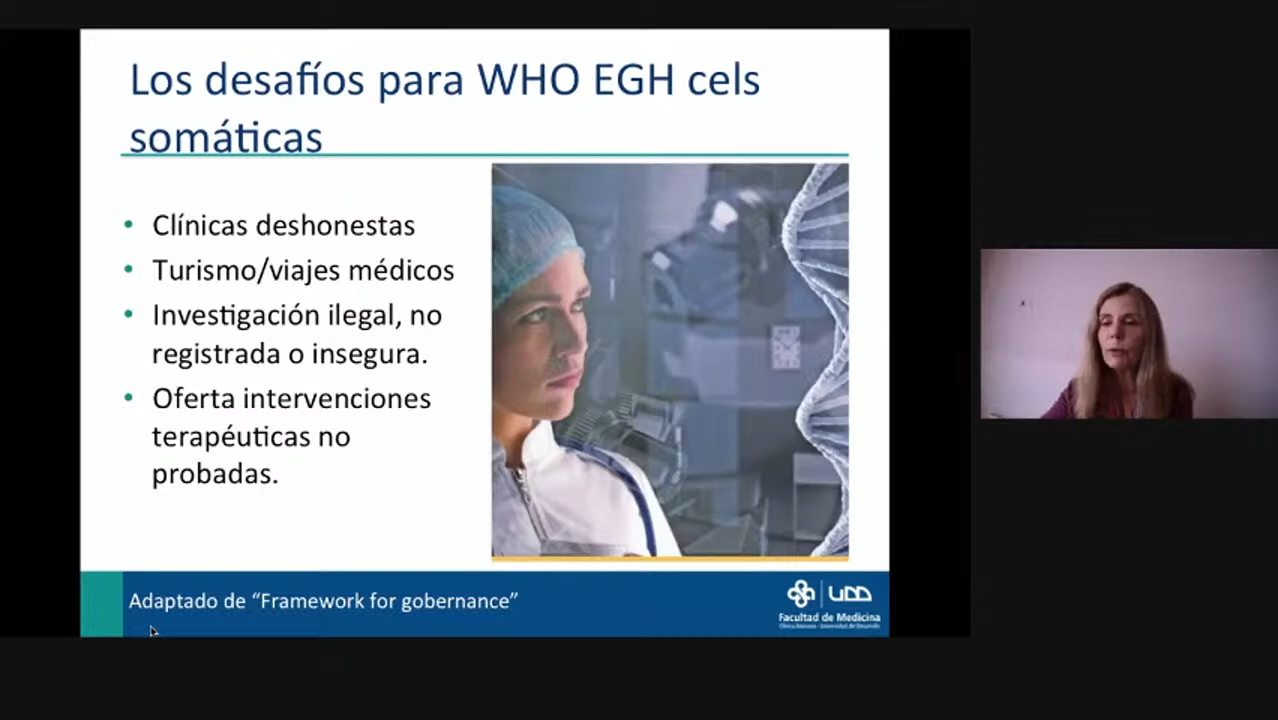 Los desafíos para WHO EGH cels
somáticas
• Clínicas deshonestas
• Turismo/viajes médicos
• Investigación ilegal, no
registrada o insegura.
• Oferta intervenciones
terapéuticas no
probadas.
Adaptado de “Framework for gobernance”
UDD
Facultad de Medicina
Clínica Alemana - Universidad del Desarrollo